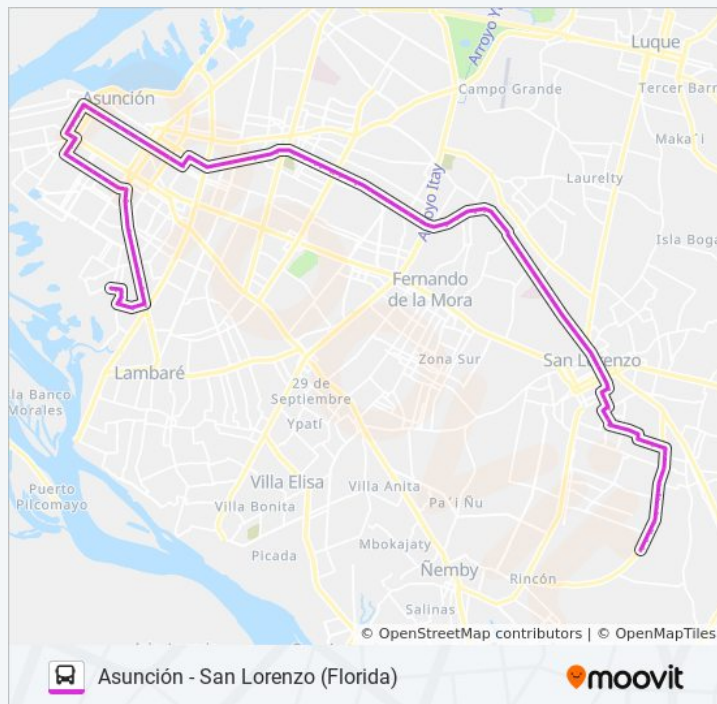 Luque
Arroyo Y
Asunción
Campo Grande
Tercer Barr
Maka´i
Arroyo Itay
Laurelty
Isla Boga
Fernando
de la Mora
Zona Sur
San Lorenzo
Lambaré
la Banco
Morales
29 de
Septiembre
Ypatí
Villa Elisa
Villa Anita
Puerto
Pilcomayo
Villa Bonita
Pa´i Ñu
Picada
Mbokajaty
Ñemby
Rincón
Salinas
© OpenStreetMap contributors | © OpenMapTiles
Asunción - San Lorenzo (Florida)
moovit